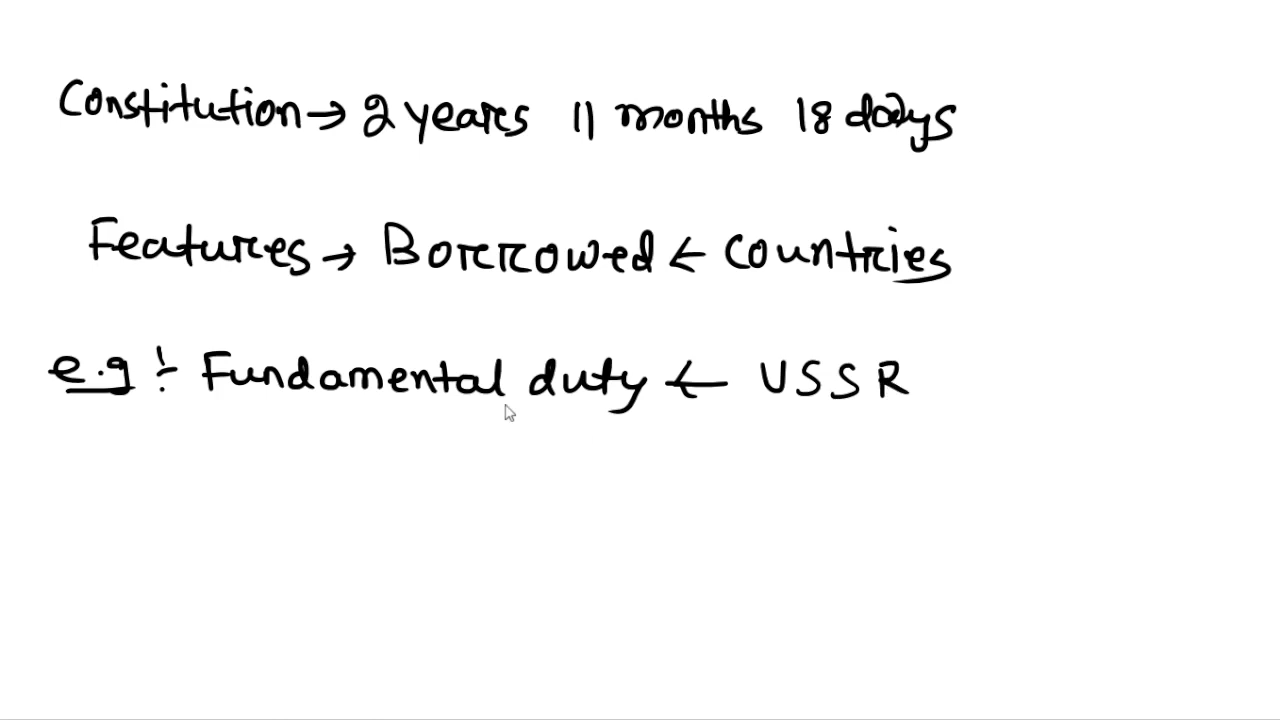 Constitution → 2 years 11 months 18 days
Features → Borrowed ← countries
e.g :- Fundamental duty ← USSR